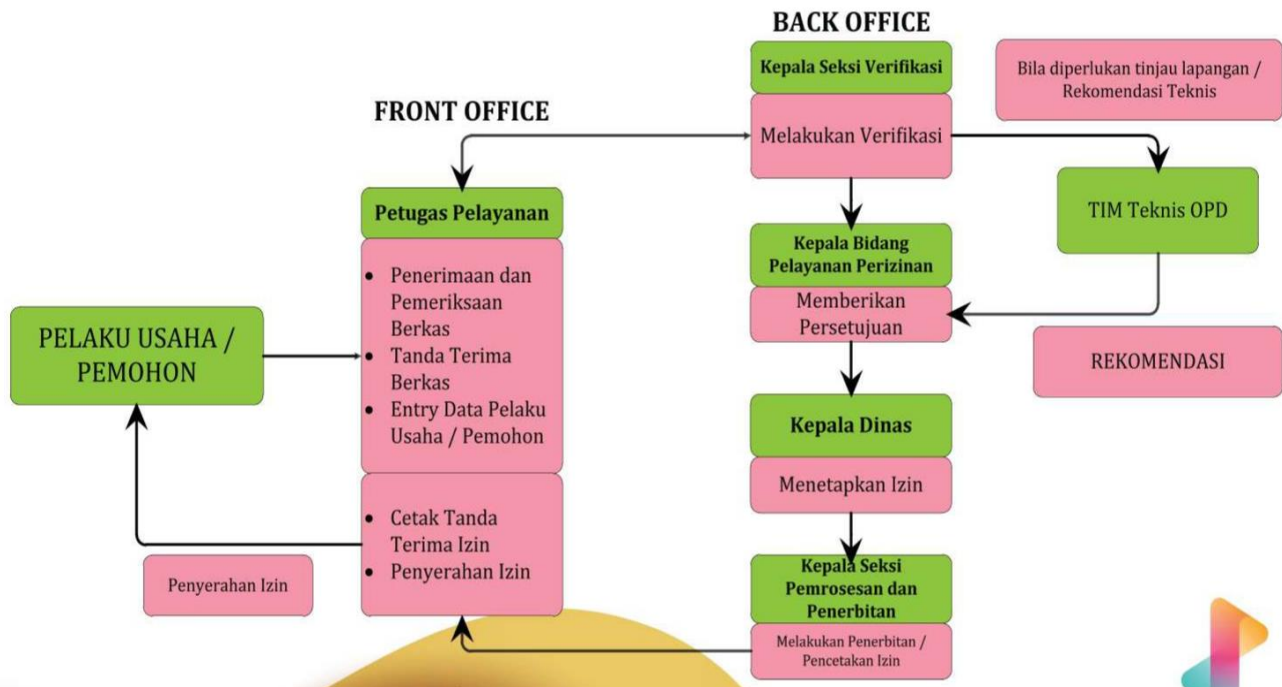 BACK OFFICE
Kepala Seksi Verifikasi
Melakukan Verifikasi
Bila diperlukan tinjau lapangan /
Rekomendasi Teknis
FRONT OFFICE
Petugas Pelayanan
• Penerimaan dan
Pemeriksaan
Berkas
• Tanda Terima
Berkas
• Entry Data Pelaku
Usaha / Pemohon
TIM Teknis OPD
Kepala Bidang
Pelayanan Perizinan
Memberikan
Persetujuan
PELAKU USAHA /
PEMOHON
REKOMENDASI
Kepala Dinas
Menetapkan Izin
• Cetak Tanda
Terima Izin
• Penyerahan Izin
Penyerahan Izin
Kepala Seksi
Pemrosesan dan
Penerbitan
Melakukan Penerbitan /
Pencetakan Izin